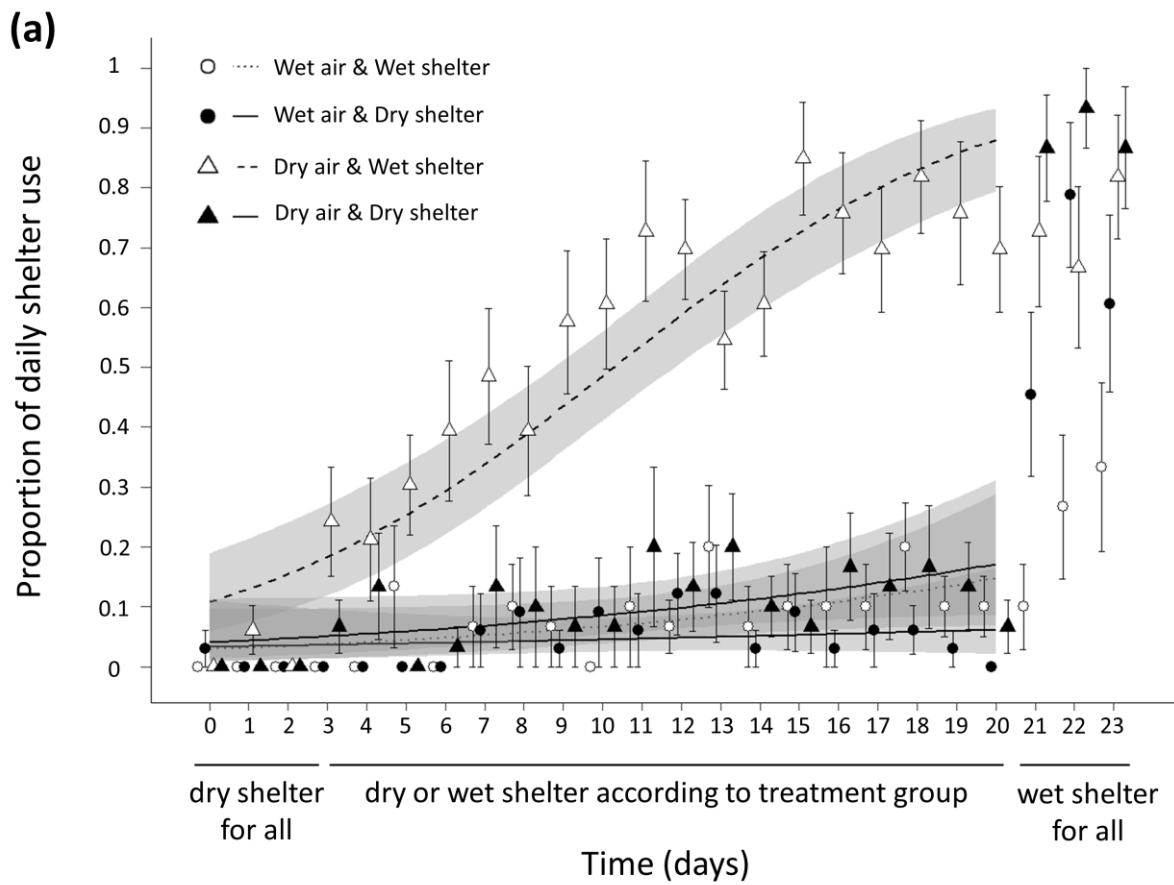 (a)
Wet air & Wet shelter
Wet air & Dry shelter
Dry air & Wet shelter
Dry air & Dry shelter
Proportion of daily shelter use
1
0.9
0.8
0.7
0.6
0.5
0.4
0.3
0.2
0.1
0
0 1 2 3 4 5 6 7 8 9 10 11 12 13 14 15 16 17 18 19 20 21 22 23
dry shelter
for all
dry or wet shelter according to treatment group
wet shelter
for all
Time (days)